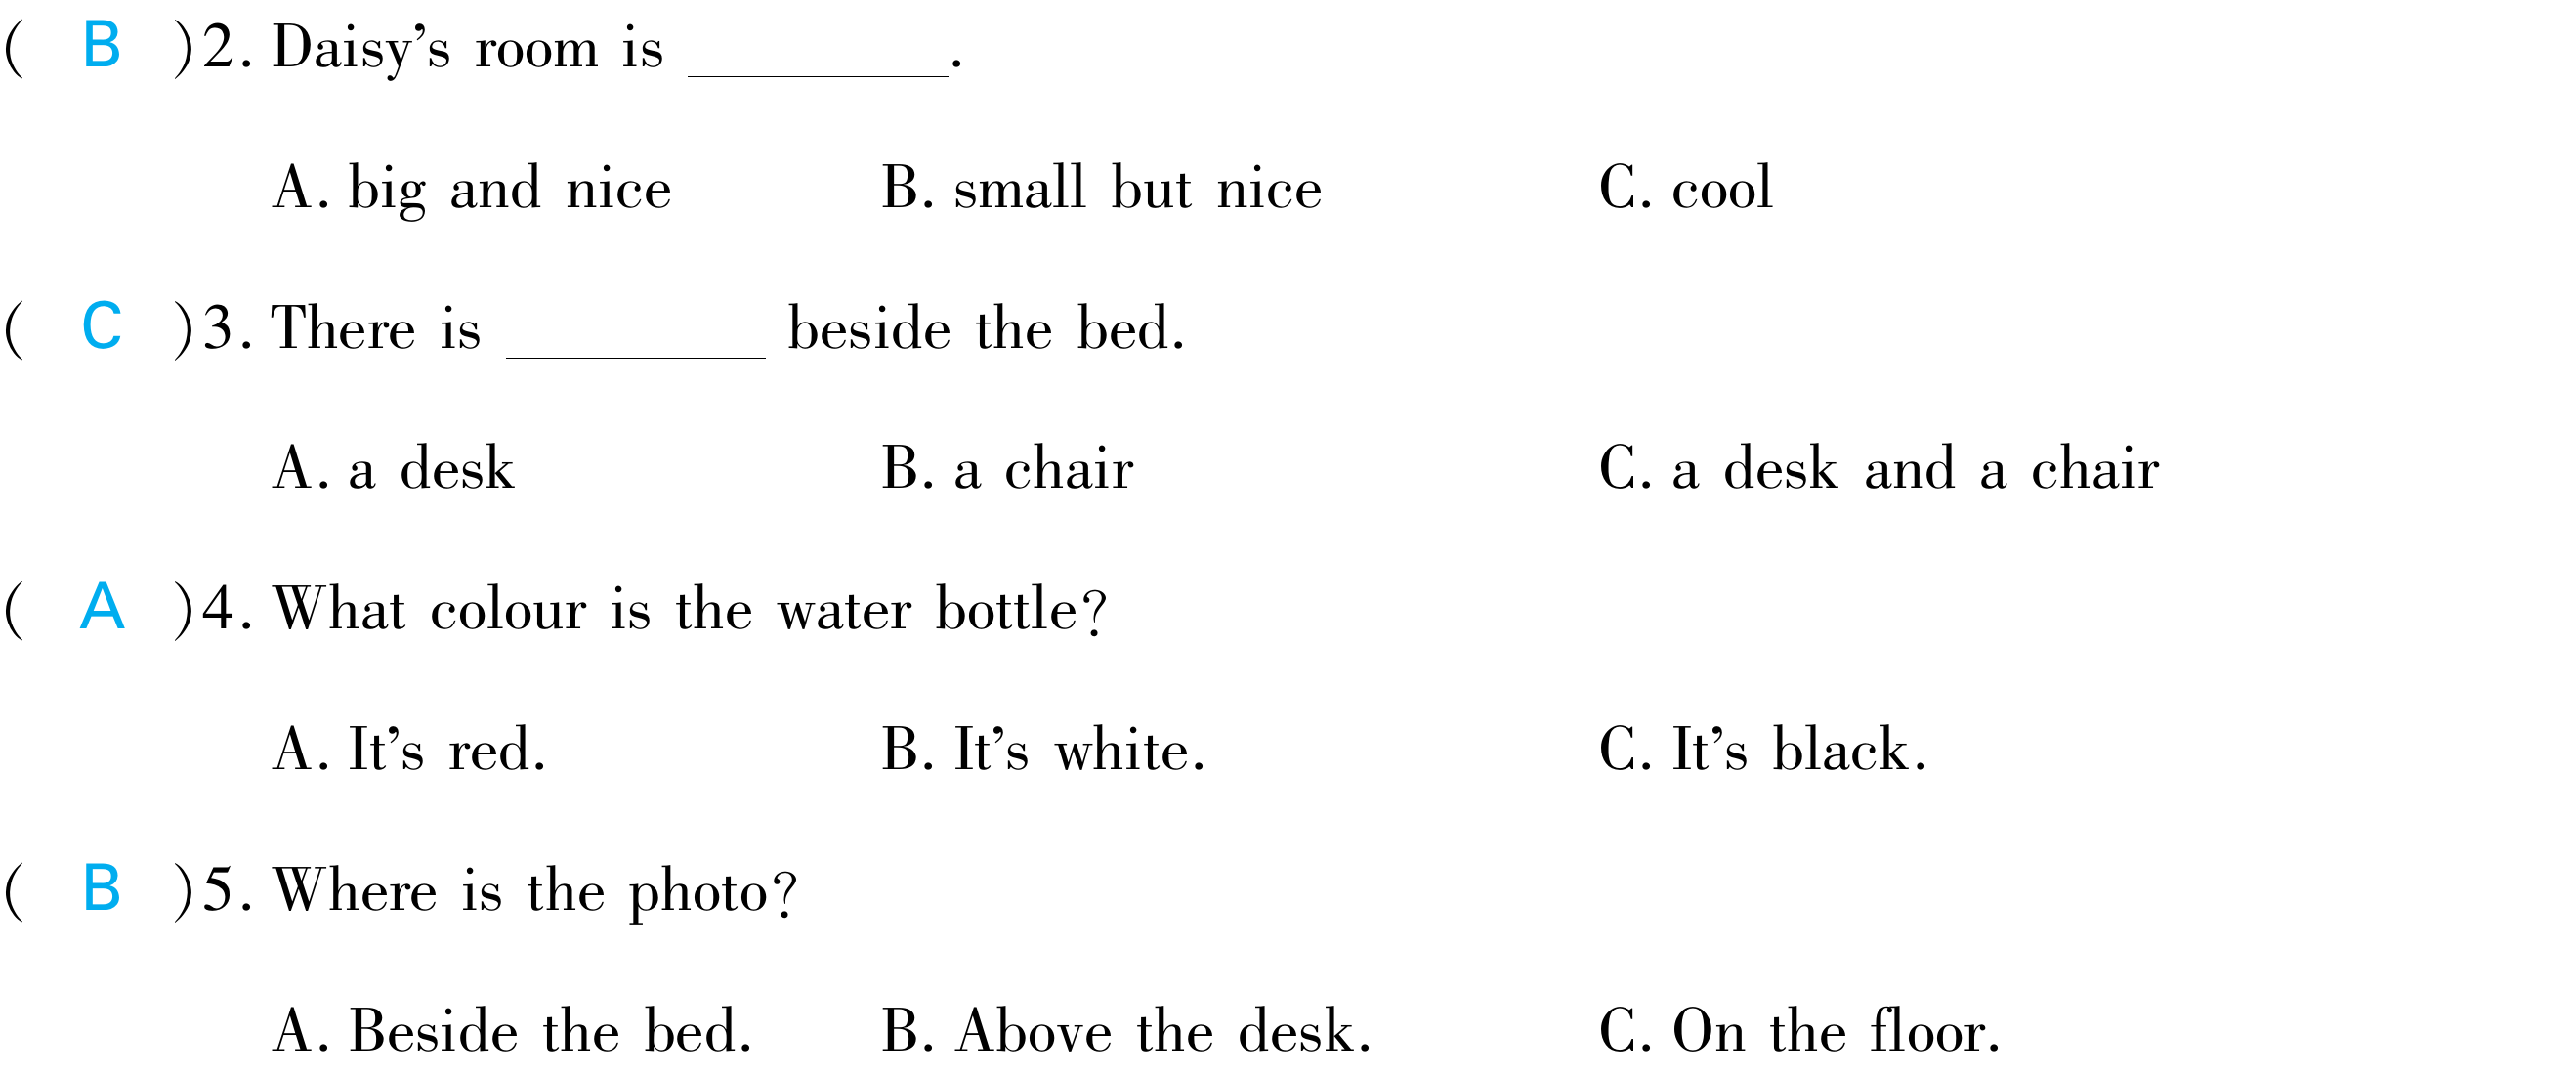 ( B )2. Daisy’s room is ________.
A. big and nice B. small but nice C. cool
( C )3. There is ________ beside the bed.
A. a desk B. a chair C. a desk and a chair
( A )4. What colour is the water bottle?
A. It’s red. B. It’s white. C. It’s black.
( B )5. Where is the photo?
A. Beside the bed. B. Above the desk. C. On the floor.